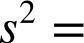 s² =